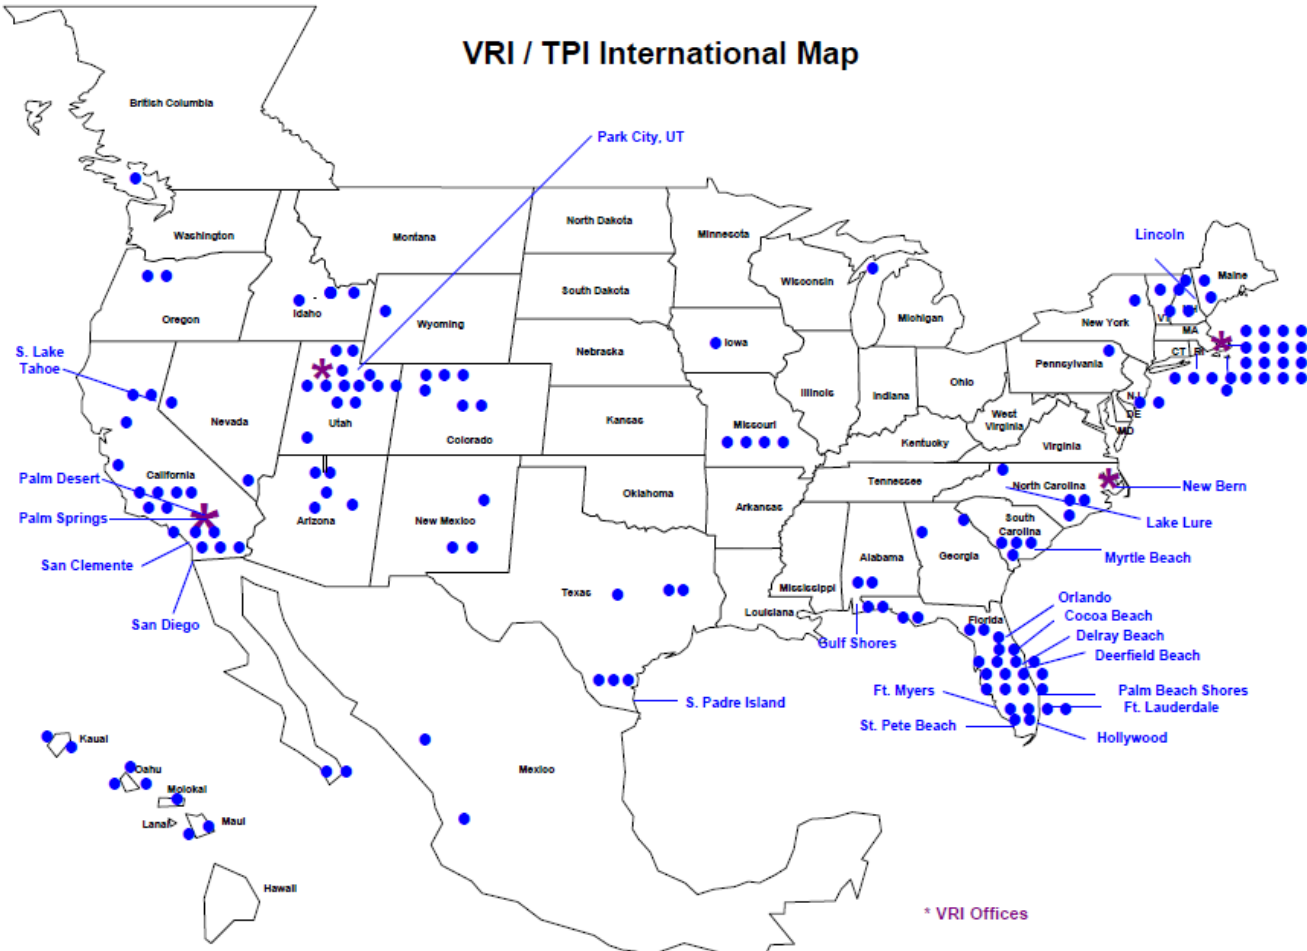 VRI / TPI International Map
British Columbia
Park City, UT
Washington
Montana
North Dakota
Minnesota
Lincoln
Maine
Oregon
Idaho
Wyoming
South Dakota
Wisconsin
Michigan
New York
VT
NH
MA
CT
RI
S. Lake
Tahoe
Nevada
Utah
Colorado
Nebraska
Iowa
Kansas
Missouri
Illinois
Indiana
Ohio
Pennsylvania
NJ
DE
MD
West
Virginia
Virginia
Kentucky
California
Palm Desert
Palm Springs
San Clemente
San Diego
Arizona
New Mexico
Oklahoma
Arkansas
Tennessee
North Carolina
New Bern
Lake Lure
South
Carolina
Myrtle Beach
Texas
Louisiana
Mississippi
Alabama
Georgia
Gulf Shores
Florida
Orlando
Cocoa Beach
Delray Beach
Deerfield Beach
Palm Beach Shores
Ft. Lauderdale
Hollywood
Ft. Myers
St. Pete Beach
S. Padre Island
Mexico
Kauai
Oahu
Molokai
Lanai
Maui
Hawaii
* VRI Offices